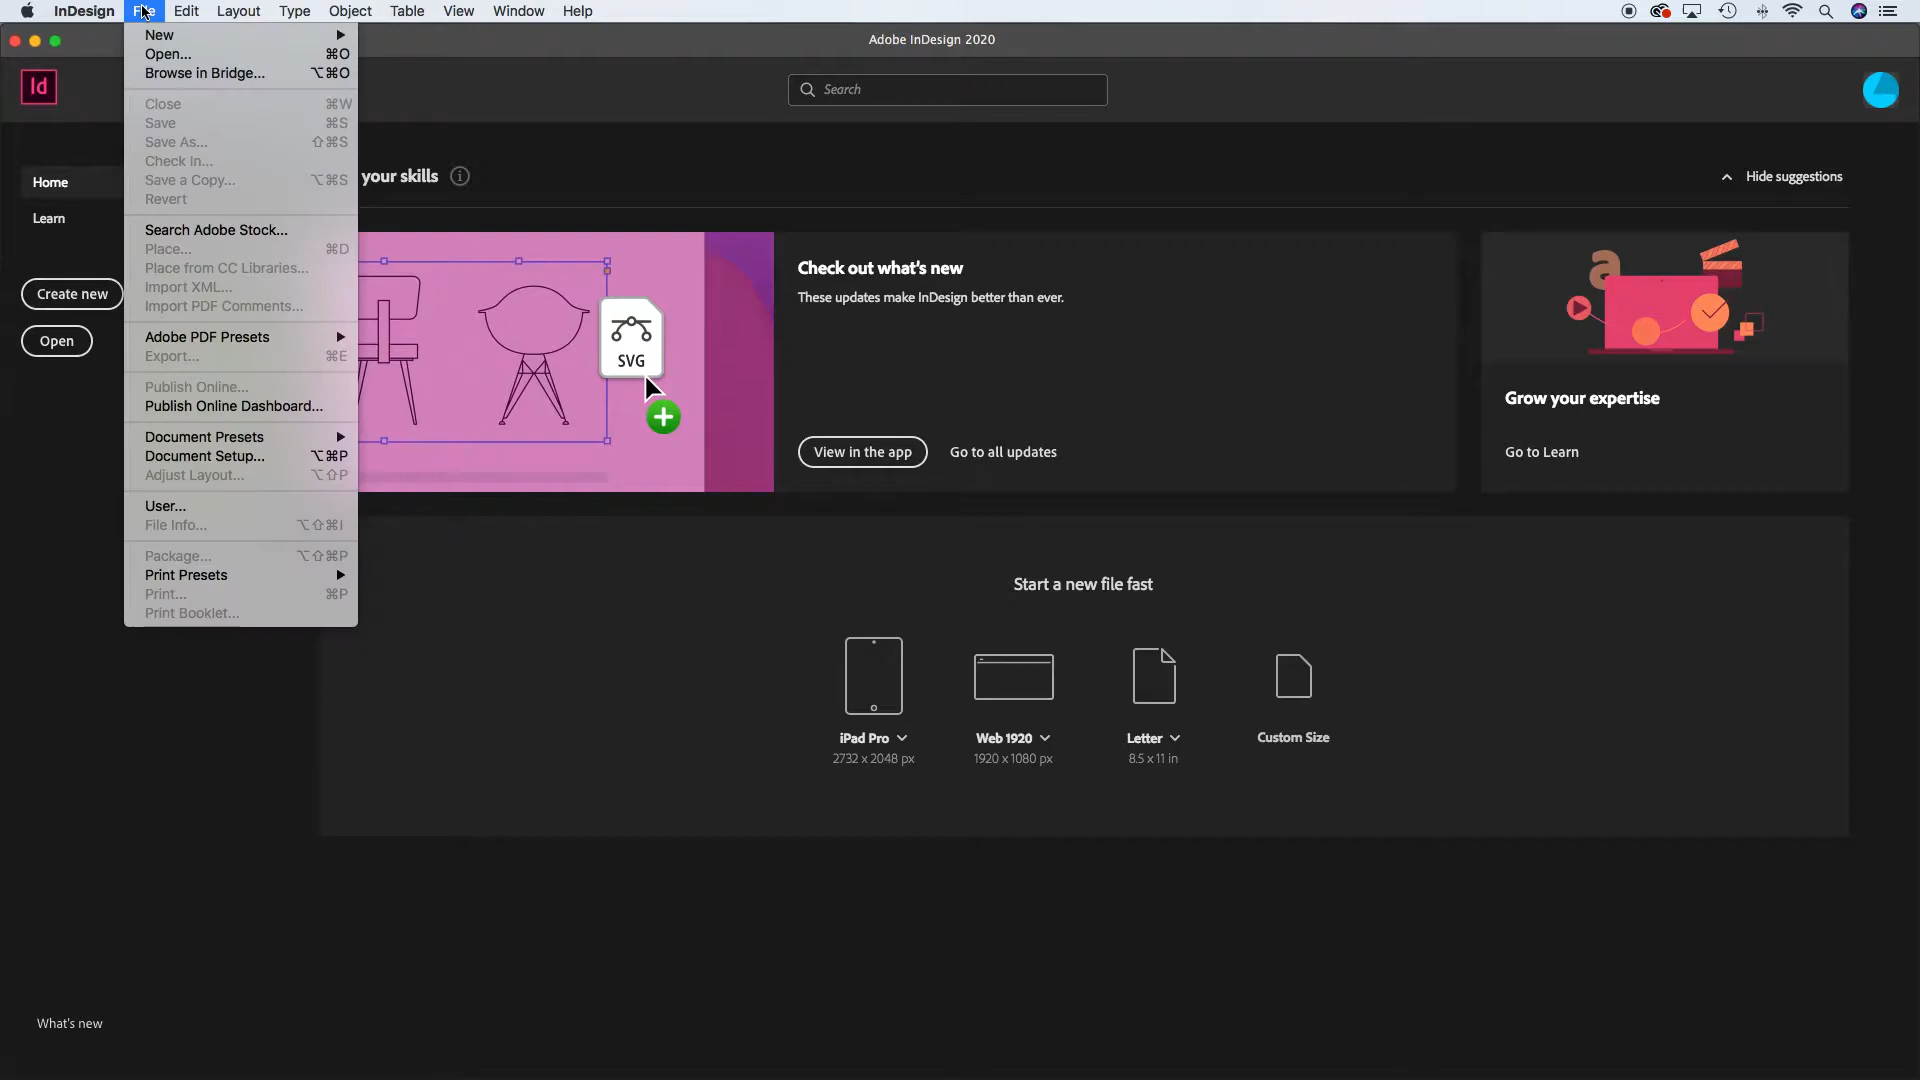 InDesign File Edit Layout Type Object Table View Window Help
Adobe InDesign 2020
Id
Search
New
Open... ⌘O
Browse in Bridge... ⌥⌘O
Close ⌘W
Save ⌘S
Save As... ⇧⌘S
Check In...
Save a Copy... ⌥⌘S
Revert
Search Adobe Stock...
Place... ⌘D
Place from CC Libraries...
Import XML...
Import PDF Comments...
Adobe PDF Presets
Export... ⌘E
Publish Online...
Publish Online Dashboard...
Document Presets
Document Setup... ⌥⌘P
Adjust Layout... ⌥⇧P
User...
File Info... ⌥⇧⌘I
Package... ⌥⇧⌘P
Print Presets
Print... ⌘P
Print Booklet...
Home
Learn
Create new
Open
your skills
Hide suggestions
SVG
Check out what's new
These updates make InDesign better than ever.
View in the app Go to all updates
a
Grow your expertise
Go to Learn
Start a new file fast
iPad Pro
2732 x 2048 px
Web 1920
1920 x 1080 px
Letter
8.5 x 11 in
Custom Size
What's new